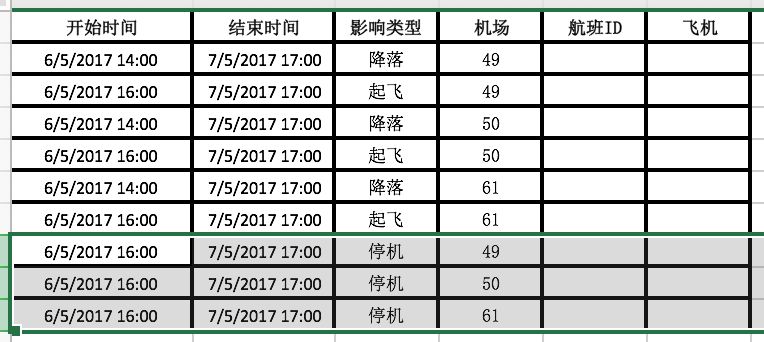 开始时间 结束时间 影响类型 机场 航班ID 飞机
6/5/2017 14:00 7/5/2017 17:00 降落 49
6/5/2017 16:00 7/5/2017 17:00 起飞 49
6/5/2017 14:00 7/5/2017 17:00 降落 50
6/5/2017 16:00 7/5/2017 17:00 起飞 50
6/5/2017 14:00 7/5/2017 17:00 降落 61
6/5/2017 16:00 7/5/2017 17:00 起飞 61
6/5/2017 16:00 7/5/2017 17:00 停机 49
6/5/2017 16:00 7/5/2017 17:00 停机 50
6/5/2017 16:00 7/5/2017 17:00 停机 61